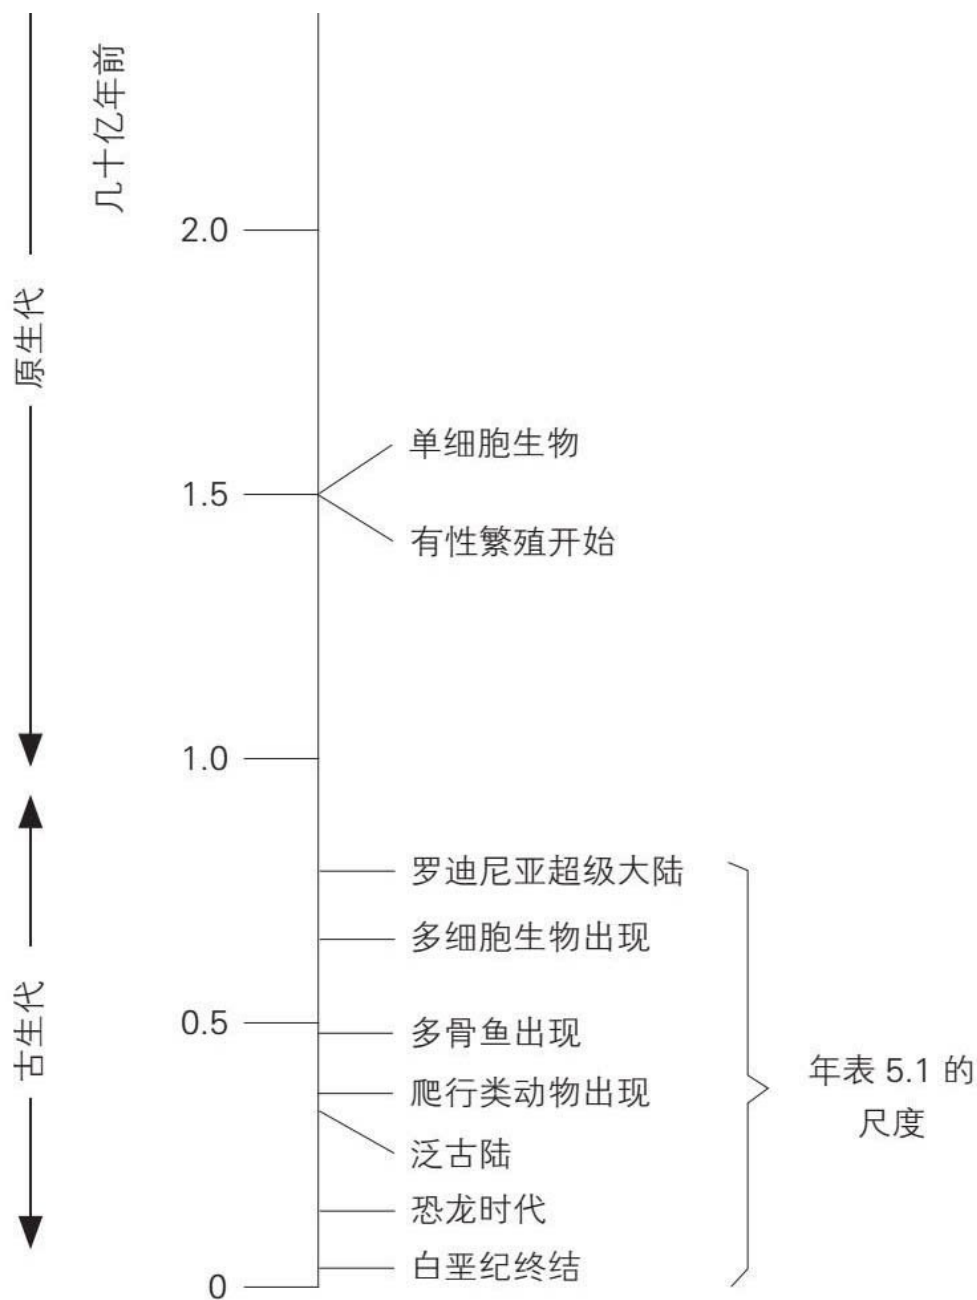 几十亿年前
原生代
古生代
2.0
1.5
1.0
0.5
0
单细胞生物
有性繁殖开始
罗迪尼亚超级大陆
多细胞生物出现
多骨鱼出现
爬行类动物出现
泛古陆
恐龙时代
白垩纪终结
年表 5.1 的
尺度